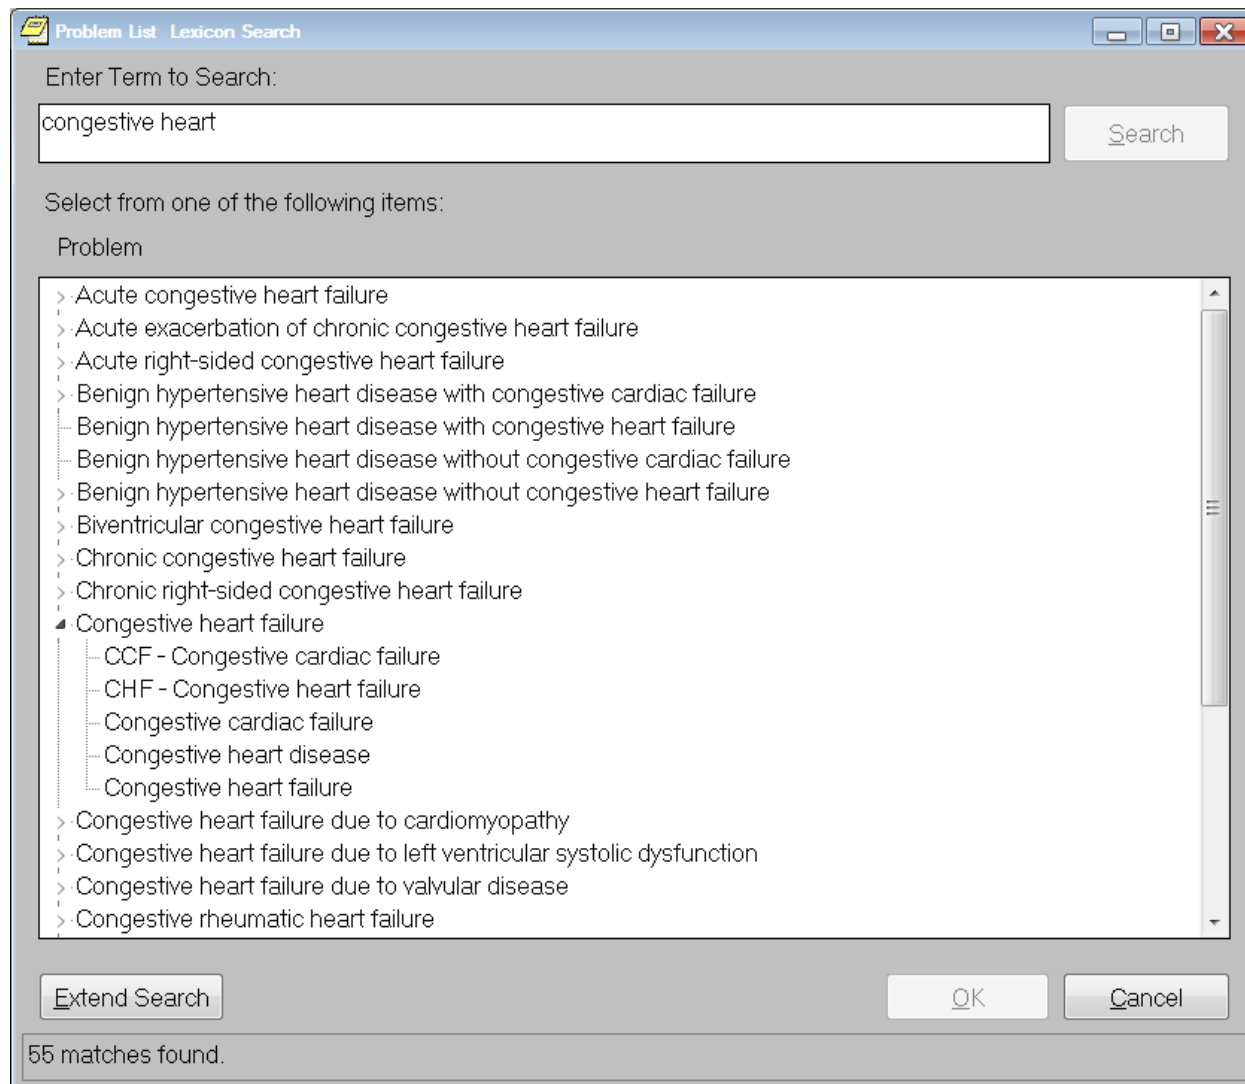 Problem List Lexicon Search
Enter Term to Search:
congestive heart
Search
Select from one of the following items:
Problem
Acute congestive heart failure
Acute exacerbation of chronic congestive heart failure
Acute right-sided congestive heart failure
Benign hypertensive heart disease with congestive cardiac failure
Benign hypertensive heart disease with congestive heart failure
Benign hypertensive heart disease without congestive cardiac failure
Benign hypertensive heart disease without congestive heart failure
Biventricular congestive heart failure
Chronic congestive heart failure
Chronic right-sided congestive heart failure
Congestive heart failure
CCF - Congestive cardiac failure
CHF - Congestive heart failure
Congestive cardiac failure
Congestive heart disease
Congestive heart failure
Congestive heart failure due to cardiomyopathy
Congestive heart failure due to left ventricular systolic dysfunction
Congestive heart failure due to valvular disease
Congestive rheumatic heart failure
Extend Search
OK
Cancel
55 matches found.